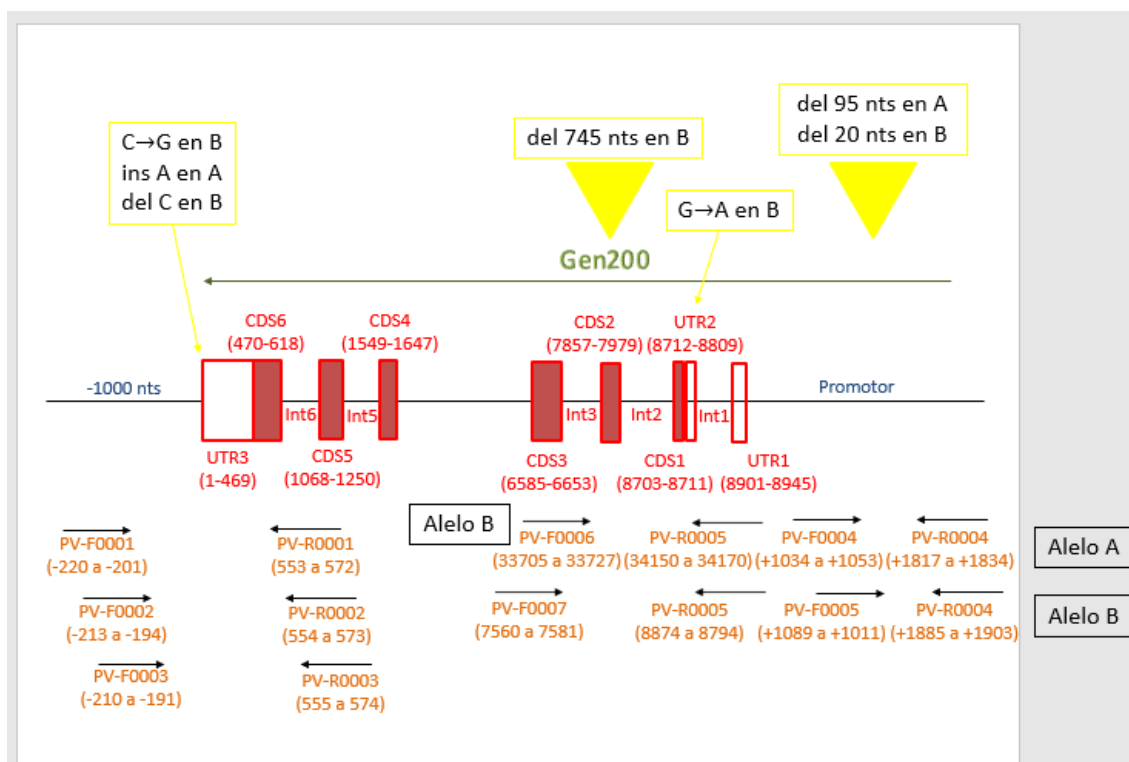 C→G en B
ins A en A
del C en B
del 745 nts en B
del 95 nts en A
del 20 nts en B
G→A en B
Gen200
CDS6
(470-618)
CDS4
(1549-1647)
CDS2
(7857-7979)
UTR2
(8712-8809)
-1000 nts
Int6
Int5
Int3
Int2
Int1
Promotor
UTR3
(1-469)
CDS5
(1068-1250)
CDS3
(6585-6653)
CDS1
(8703-8711)
UTR1
(8901-8945)
Alelo B
PV-F0001
(-220 a -201)
PV-R0001
(553 a 572)
PV-F0006
(33705 a 33727)
PV-R0005
(34150 a 34170)
PV-F0004
(+1034 a +1053)
PV-R0004
(+1817 a +1834)
Alelo A
PV-F0002
(-213 a -194)
PV-R0002
(554 a 573)
PV-F0007
(7560 a 7581)
PV-R0005
(8874 a 8794)
PV-F0005
(+1089 a +1011)
PV-R0004
(+1885 a +1903)
Alelo B
PV-F0003
(-210 a -191)
PV-R0003
(555 a 574)